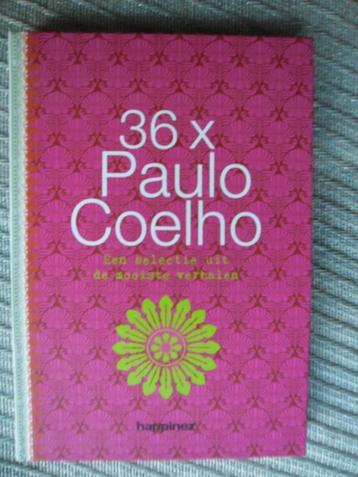 36 x
Paulo
Coelho
Een selectie uit
de mooiste verhalen
happinez